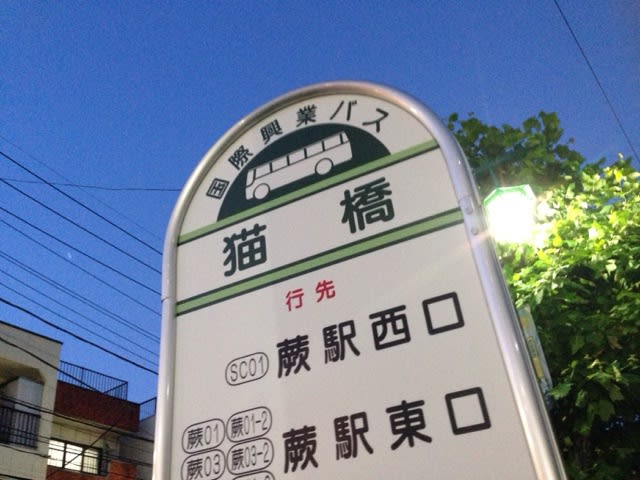 国際興業バス
猫橋
行先
SC01 蕨駅西口
蕨01 蕨01-2
蕨03 蕨03-2
蕨駅東口